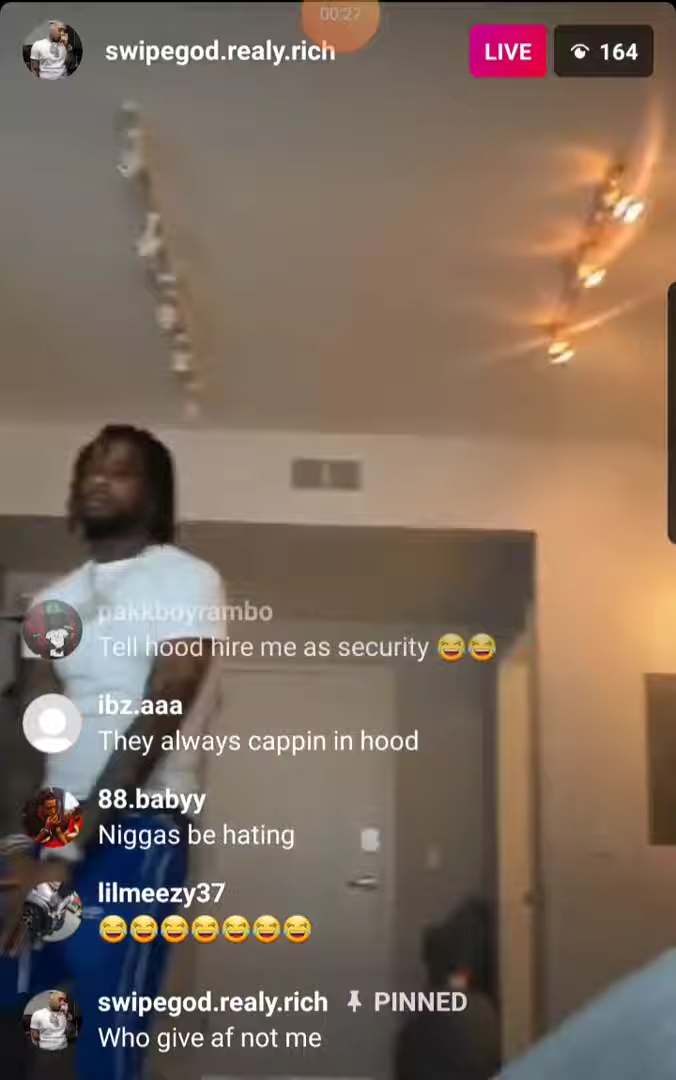 00:27
swipegod.realy.rich
LIVE
164
pakkboyrambo
Tell hood hire me as security 😂😂
ibz.aaa
They always cappin in hood
88.babyy
Niggas be hating
lilmeezy37
😂😂😂😂😂😂😂
swipegod.realy.rich PINNED
Who give af not me